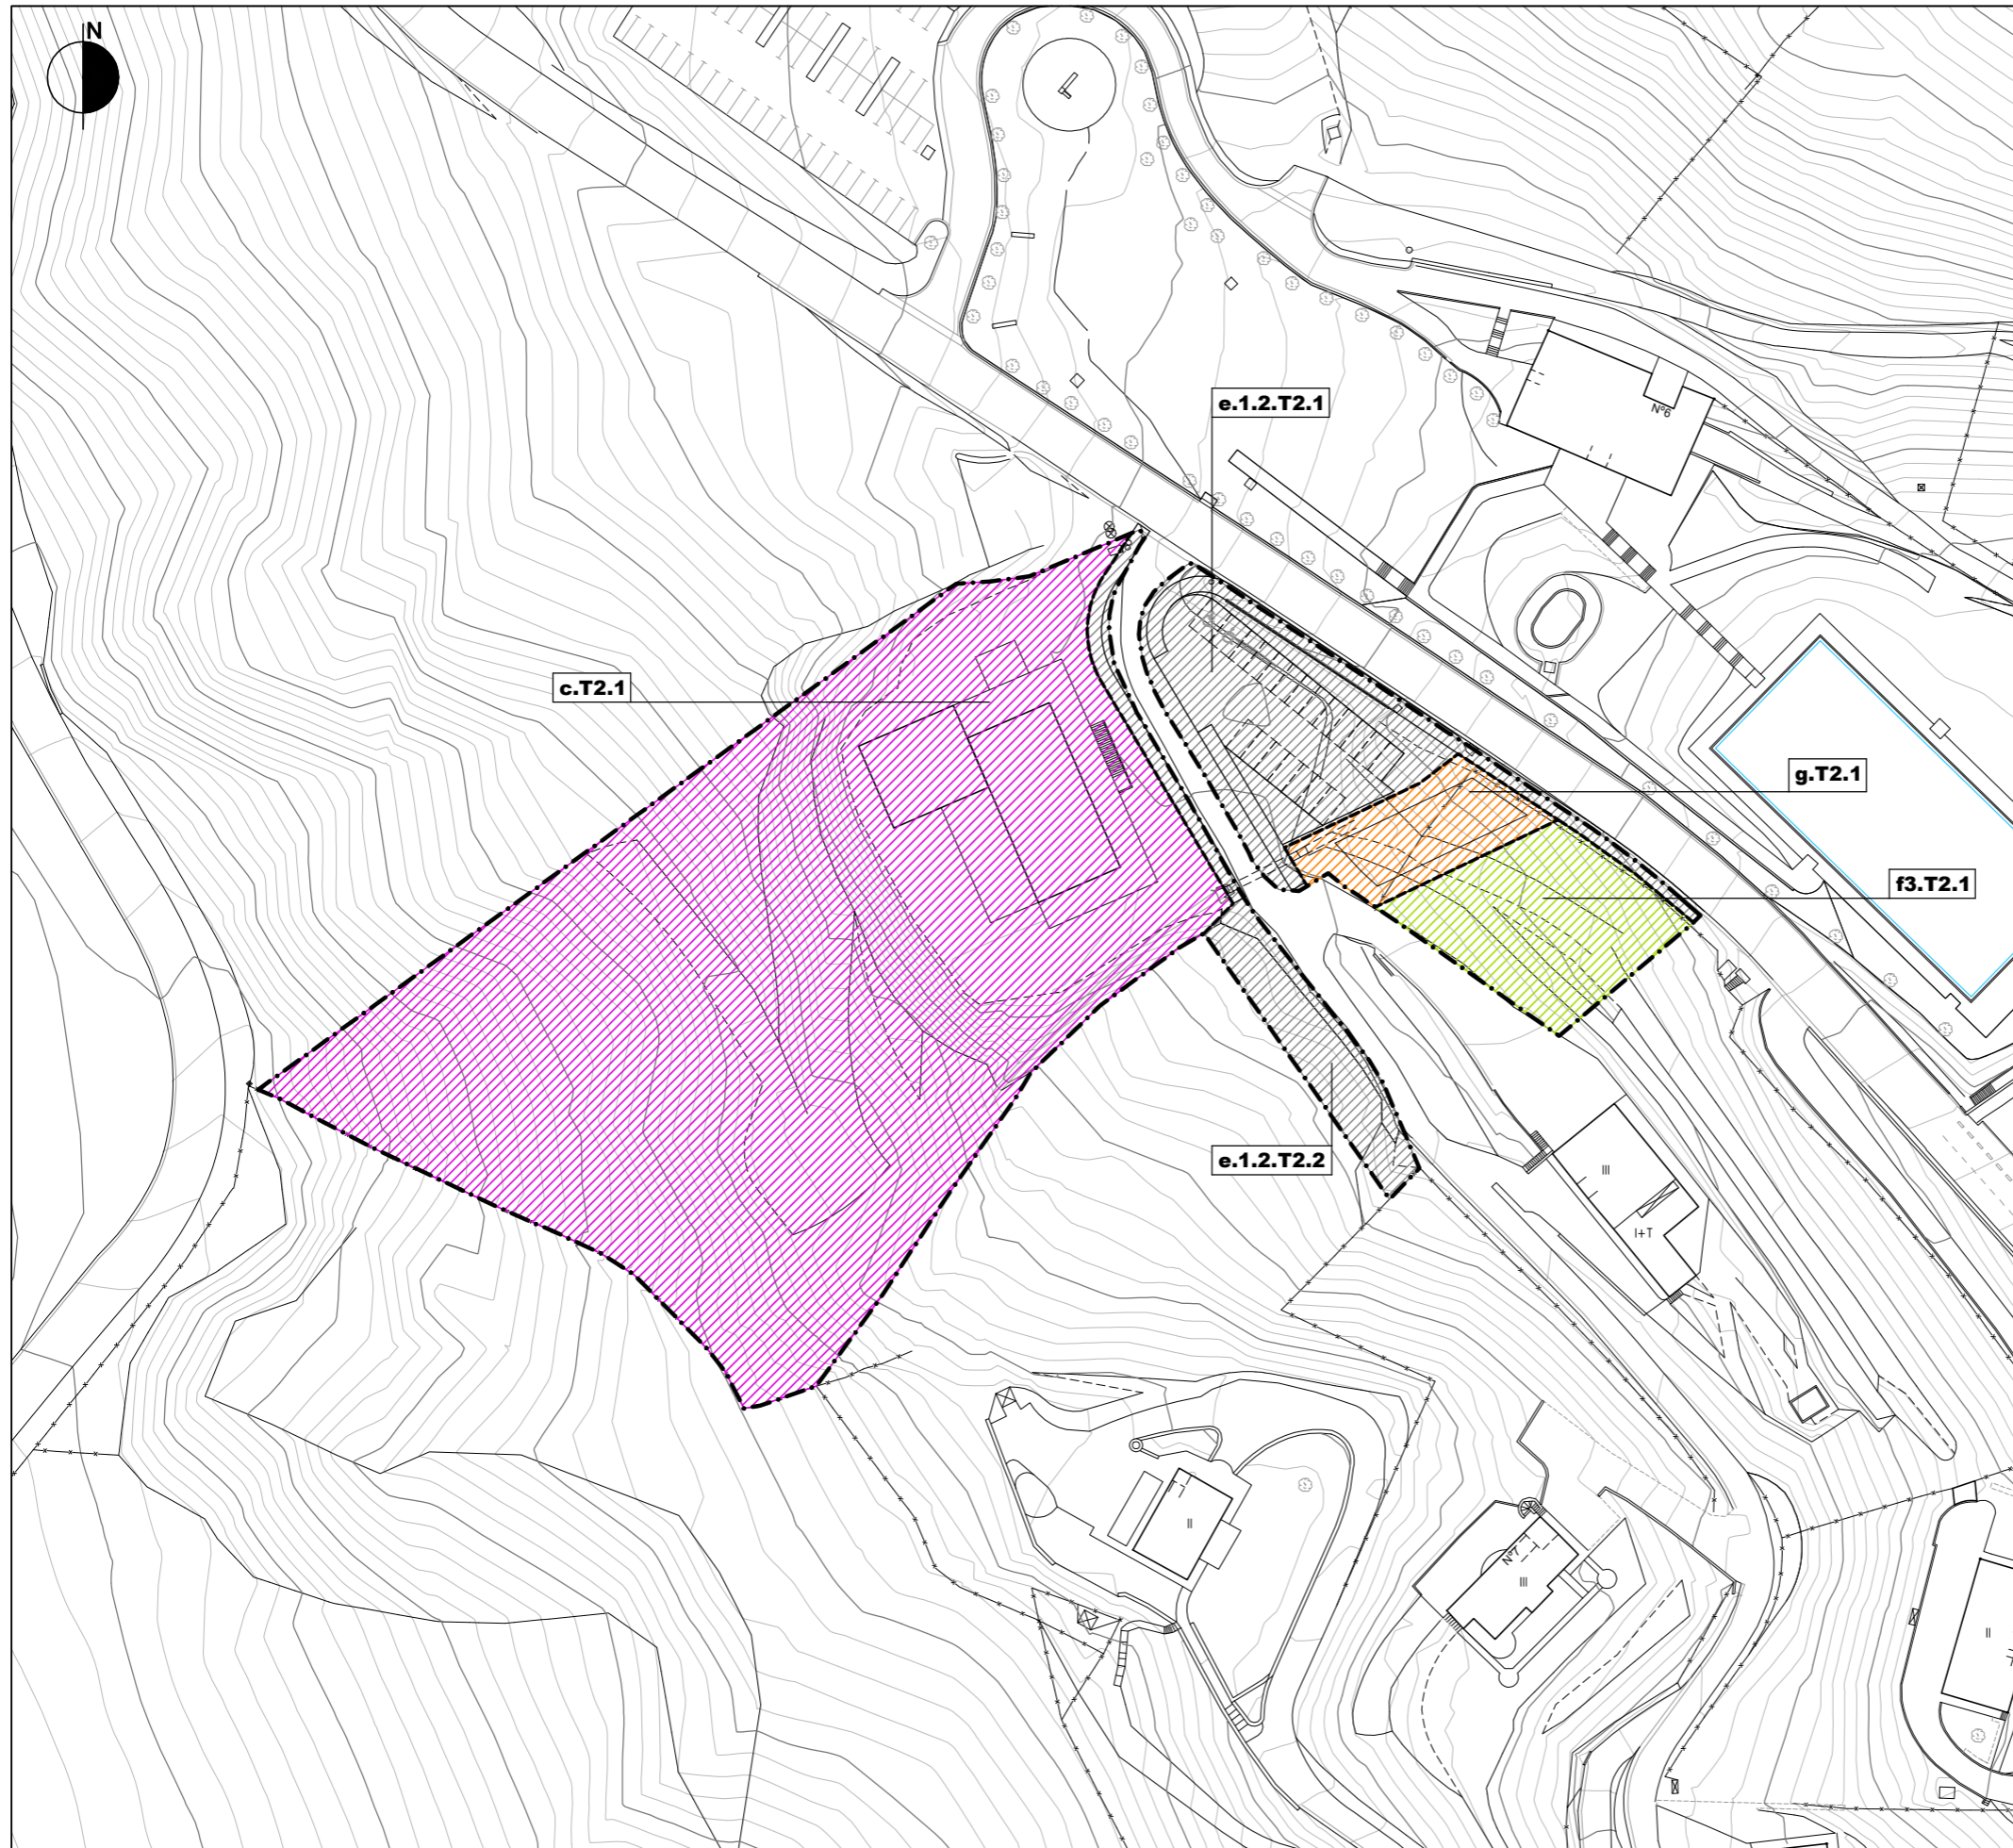 N
Nº6
e.1.2.T2.1
c.T2.1
g.T2.1
f3.T2.1
e.1.2.T2.2
III
I+T
II
Nº7
III
II